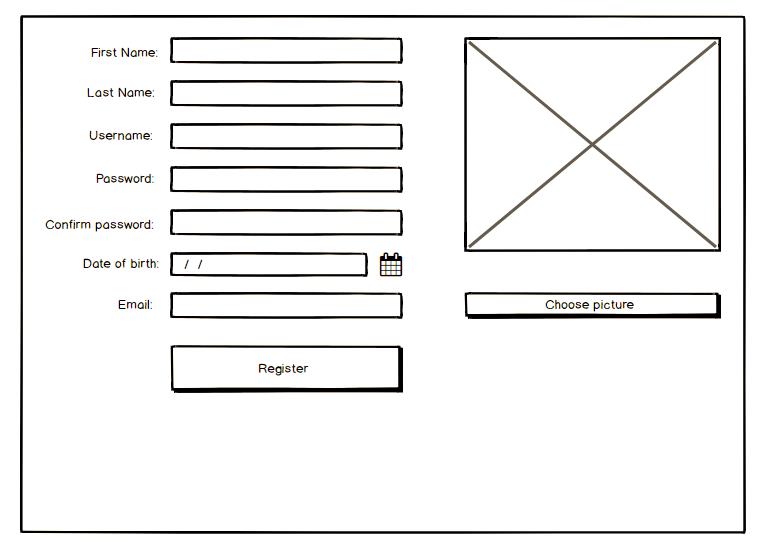 First Name:
Last Name:
Username:
Password:
Confirm password:
Date of birth: / /
Email:
Choose picture
Register